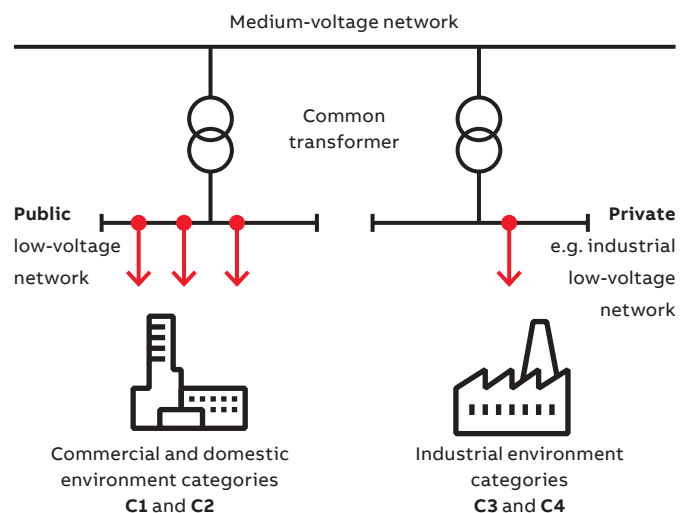 Medium-voltage network
Common
transformer
Public
low-voltage
network
Private
e.g. industrial
low-voltage
network
Commercial and domestic
environment categories
C1 and C2
Industrial environment
categories
C3 and C4